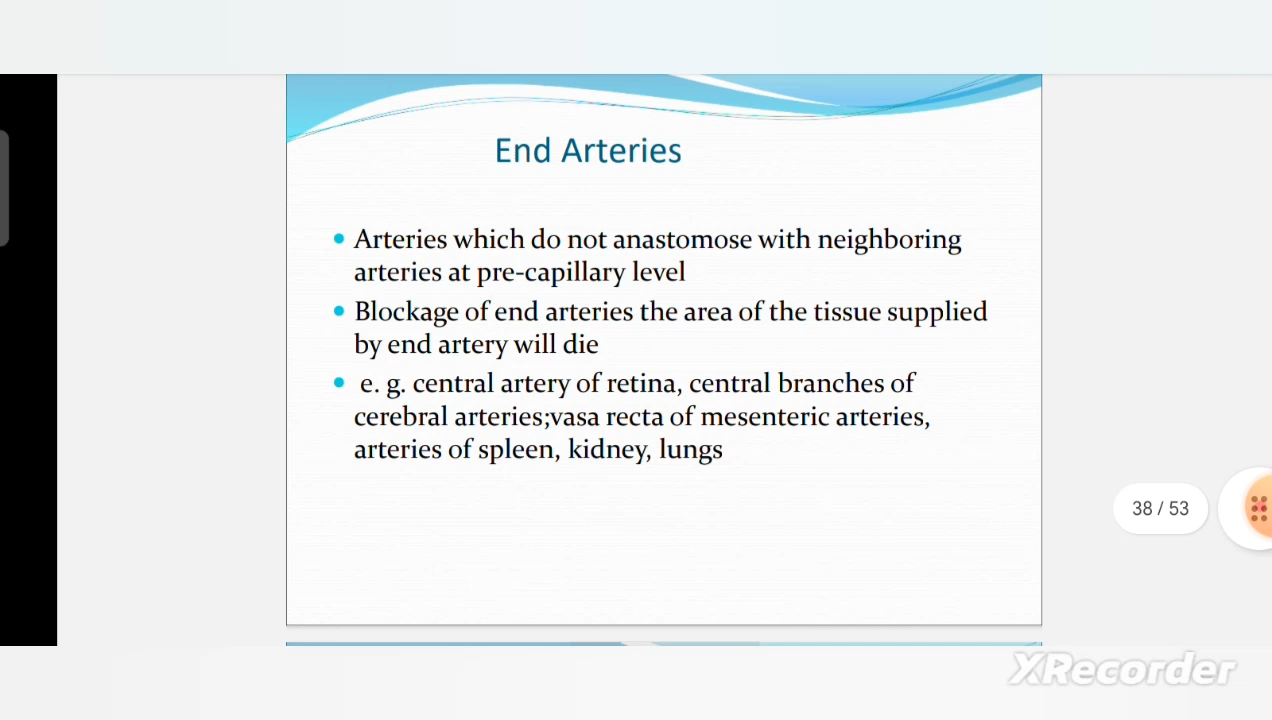 End Arteries
Arteries which do not anastomose with neighboring
arteries at pre-capillary level
Blockage of end arteries the area of the tissue supplied
by end artery will die
e. g. central artery of retina, central branches of
cerebral arteries;vasa recta of mesenteric arteries,
arteries of spleen, kidney, lungs
38 / 53
XRecorder